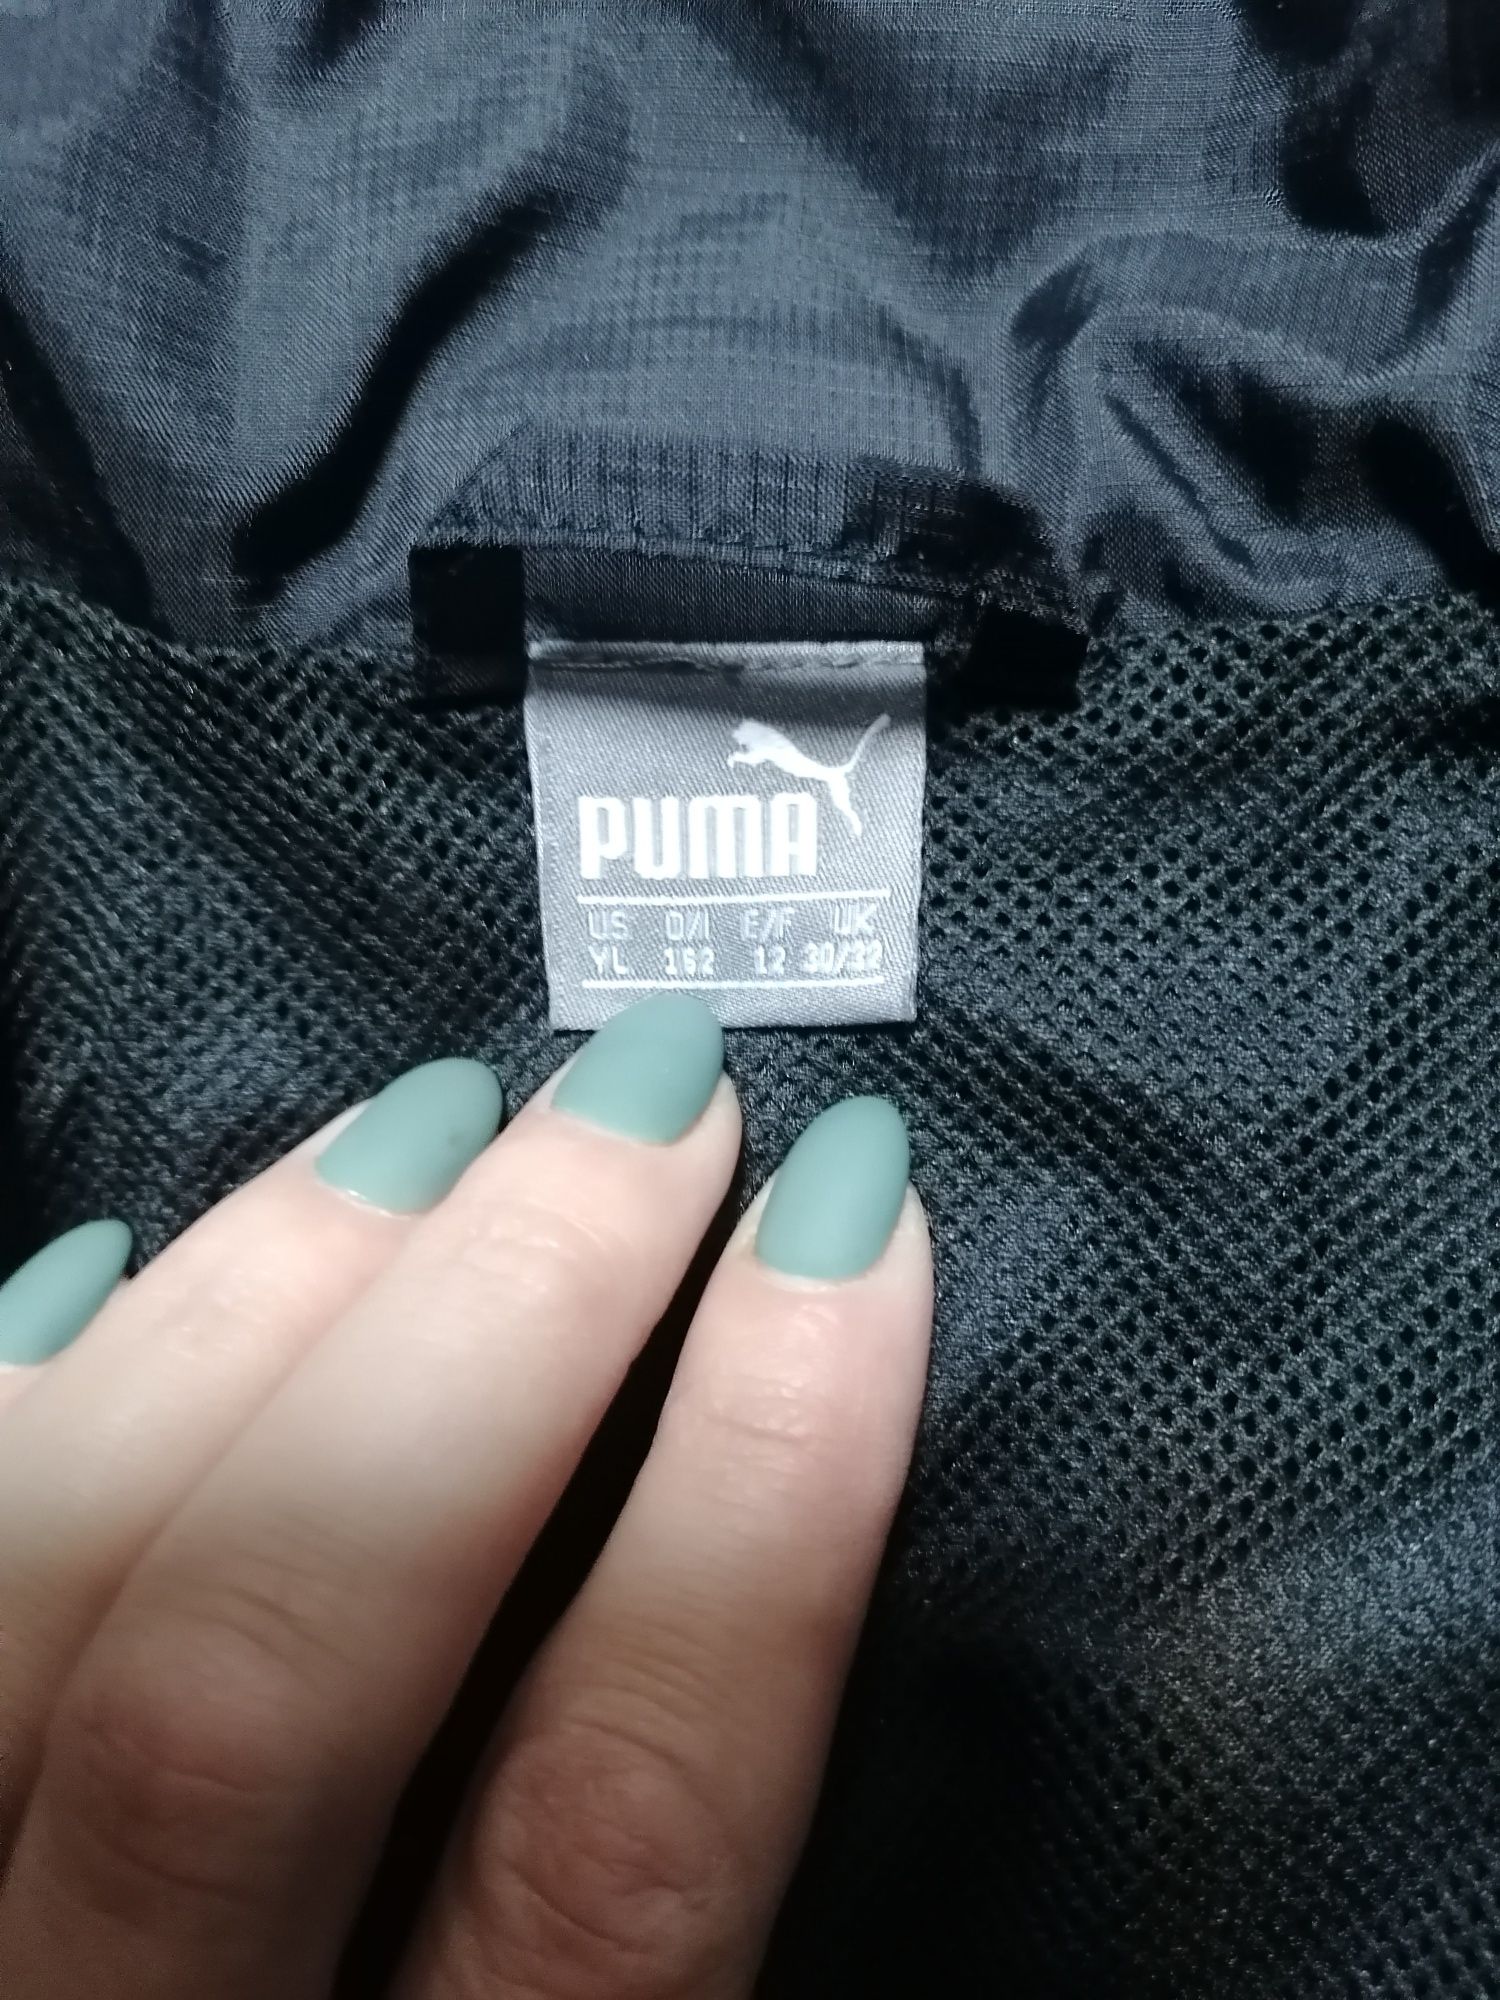 PUMA
US D/I E/F UK
YL 152 12 30/32